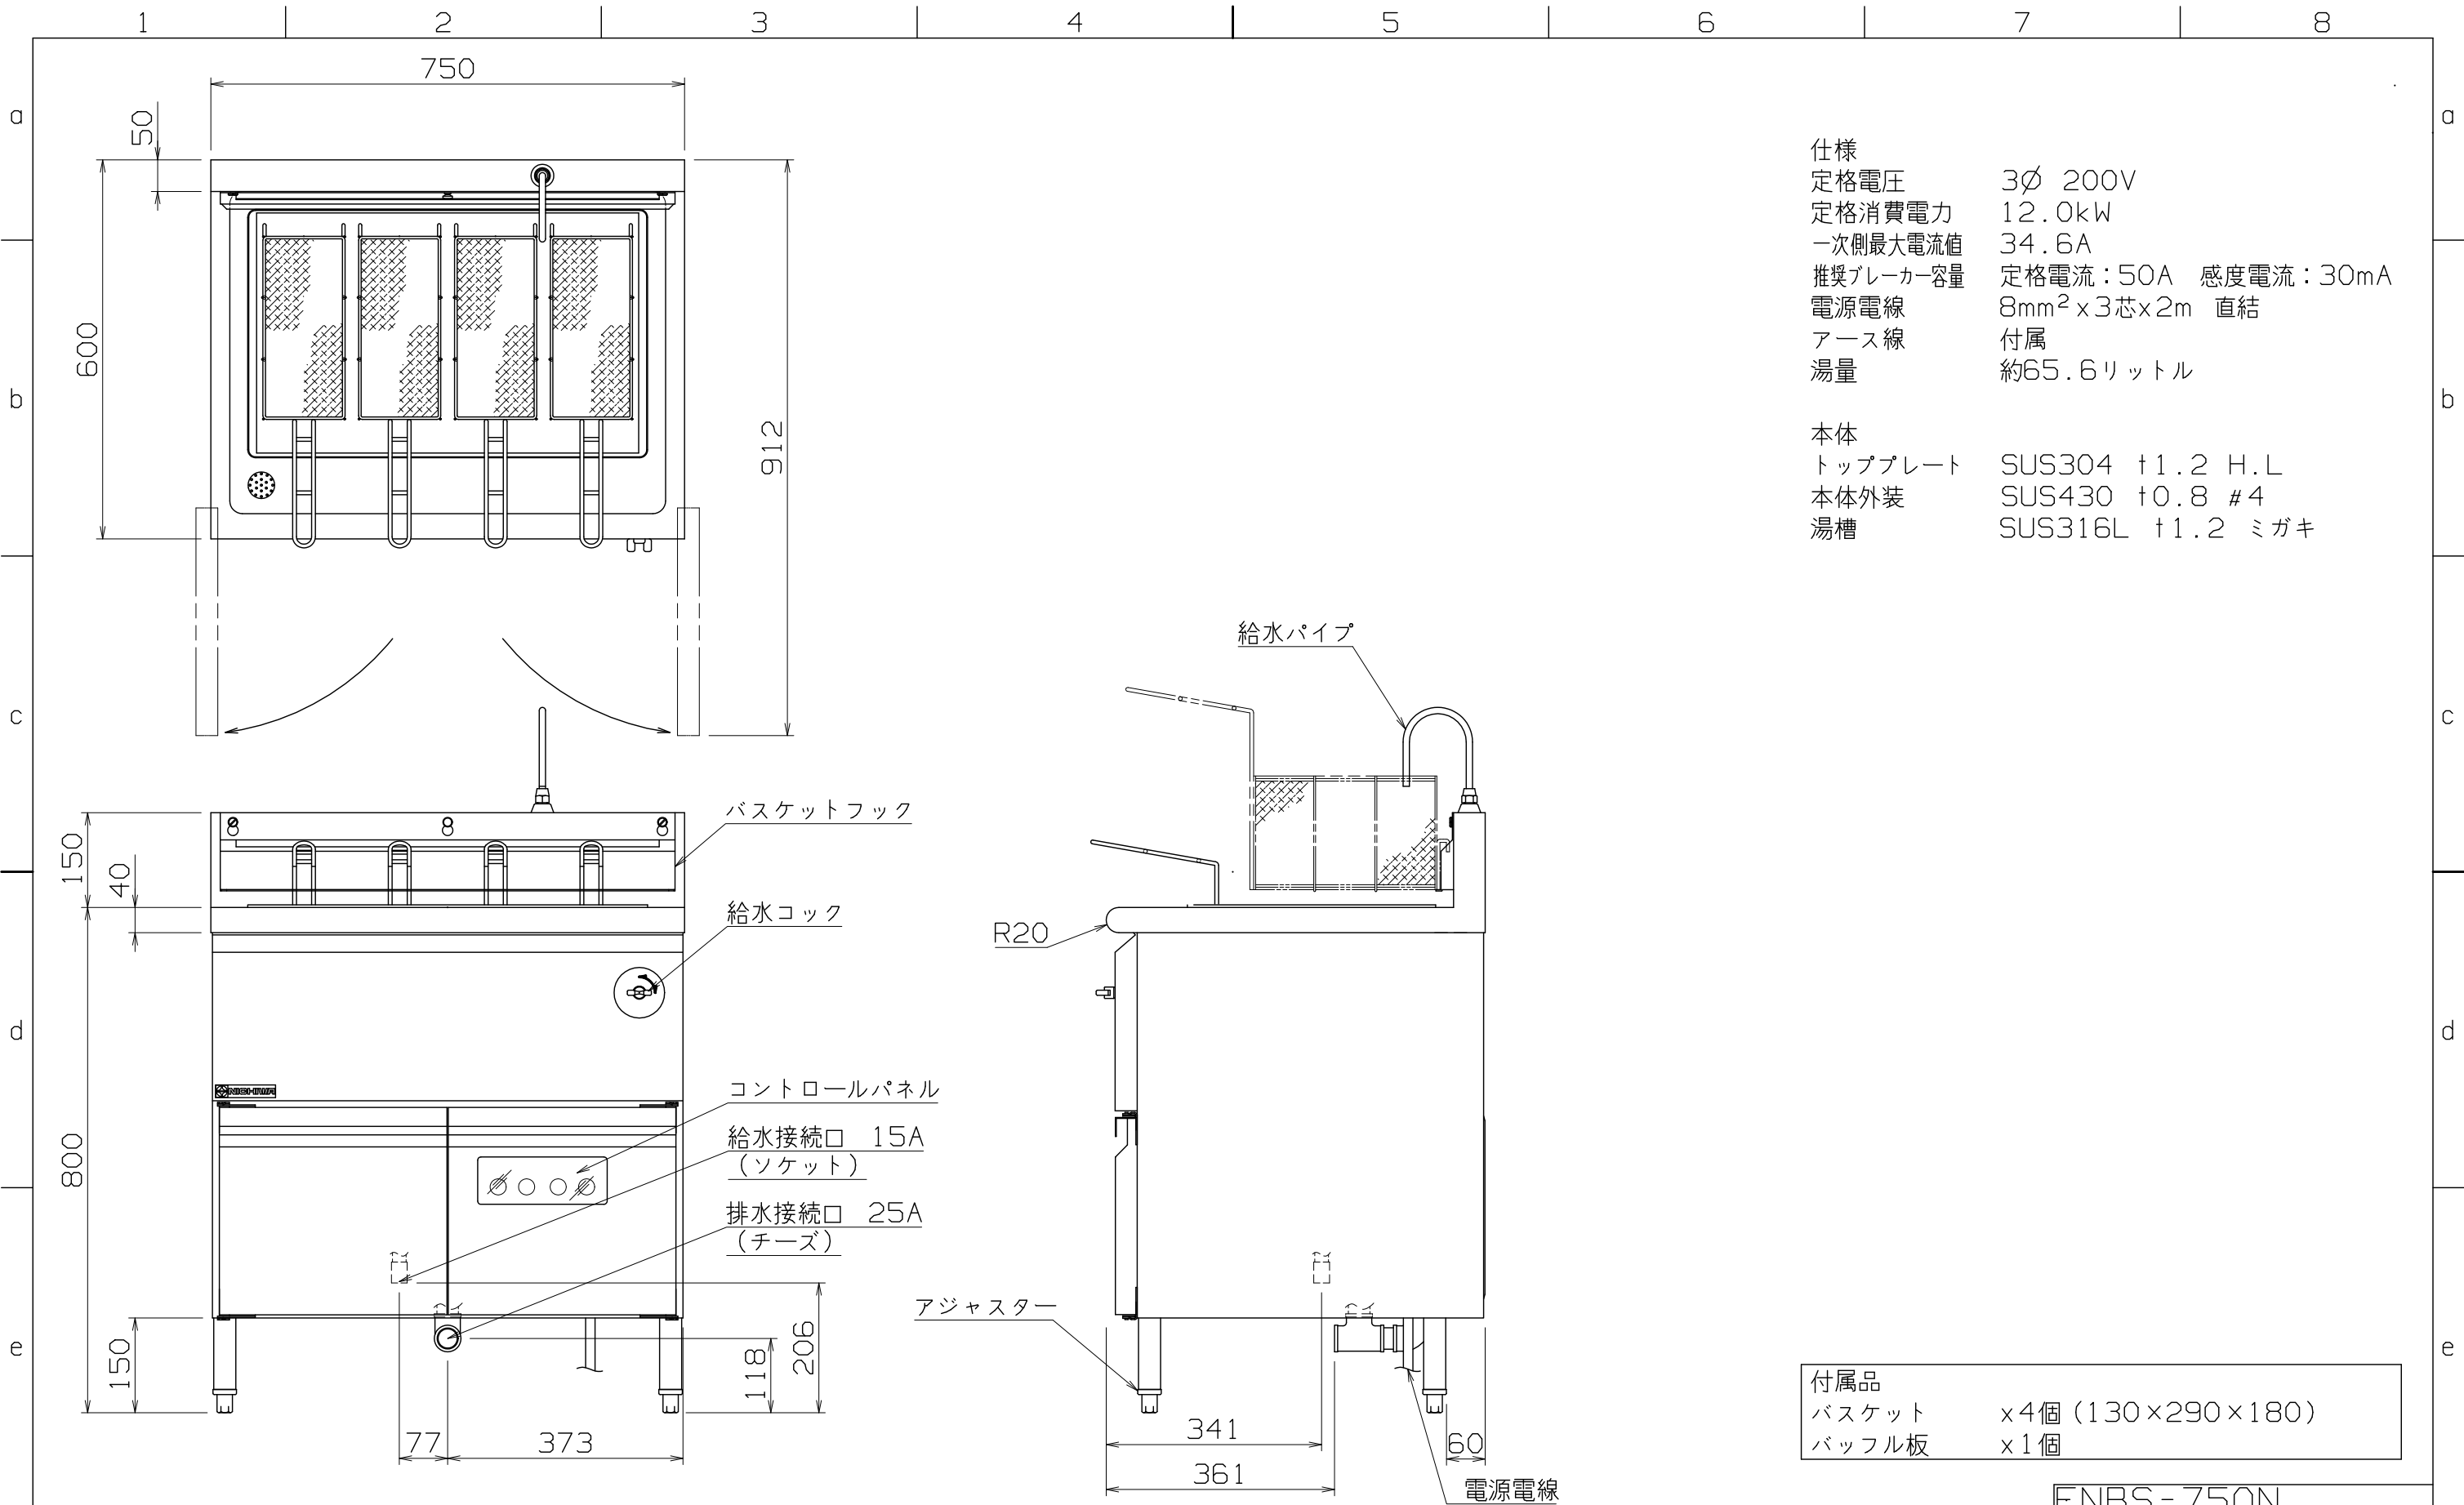 1 2 3 4 5 6 7 8
a a
b b
c c
d d
e e
750
50
600
912
仕様
定格電圧 3Ø 200V
定格消費電力 12.0kW
一次側最大電流値 34.6A
推奨ブレーカー容量 定格電流：50A 感度電流：30mA
電源電線 8mm²x3芯x2m 直結
アース線 付属
湯量 約65.6リットル
本体
トッププレート SUS304 t1.2 H.L
本体外装 SUS430 t0.8 #4
湯槽 SUS316L t1.2 ミガキ
給水パイプ
バスケットフック
給水コック
150
40
R20
NICHIWA
コントロールパネル
給水接続口 15A
（ソケット）
排水接続口 25A
（チーズ）
800
150
118
206
77
373
アジャスター
341
361
60
電源電線
付属品
バスケット x4個（130×290×180）
バッフル板 x1個
ENBS-750N